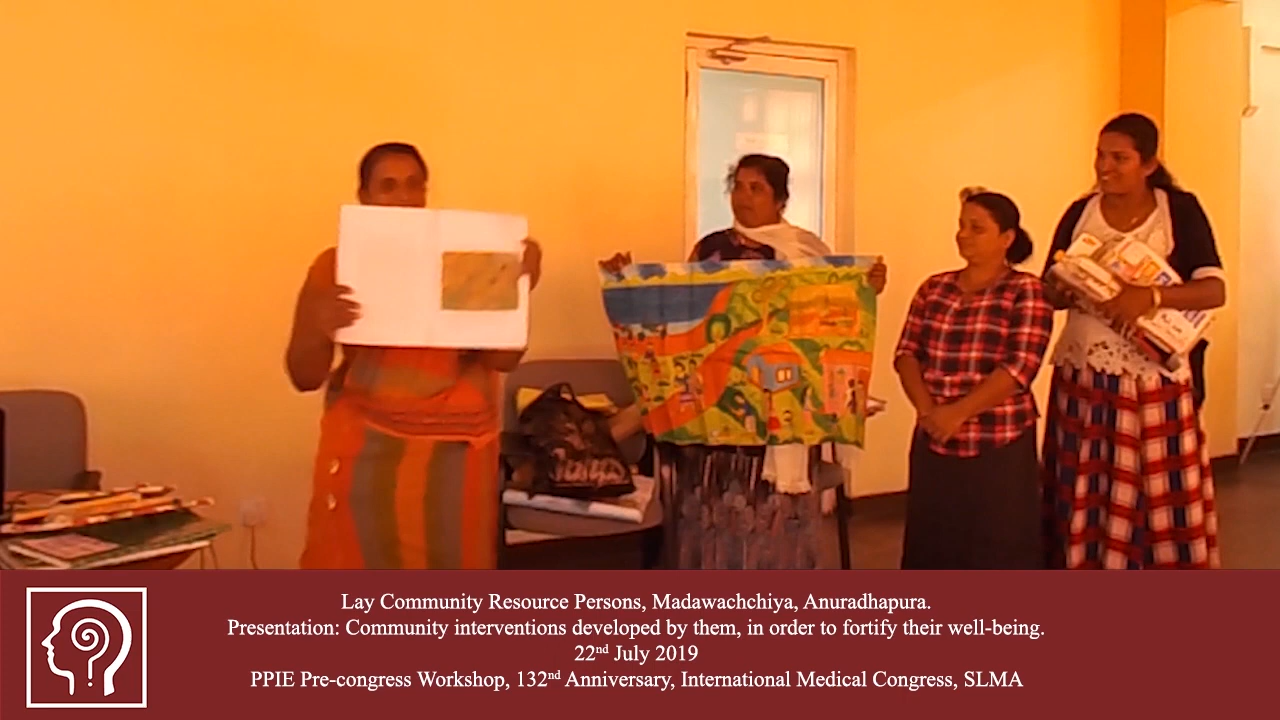 Lay Community Resource Persons, Madawachchiya, Anuradhapura.
Presentation: Community interventions developed by them, in order to fortify their well-being.
22nd July 2019
PPIE Pre-congress Workshop, 132nd Anniversary, International Medical Congress, SLMA